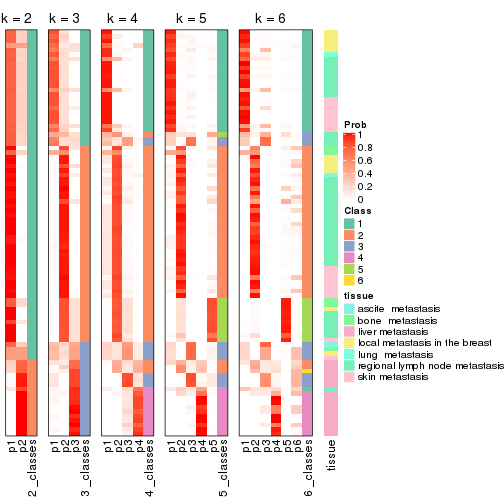 k = 2 k = 3 k = 4 k = 5 k = 6
p1 p2 2_classes p1 p2 p3 3_classes p1 p2 p3 p4 4_classes p1 p2 p3 p4 p5 5_classes p1 p2 p3 p4 p5 p6 6_classes tissue
Prob
1
0.8
0.6
0.4
0.2
0
Class
1
2
3
4
5
6
tissue
ascite metastasis
bone metastasis
liver metastasis
local metastasis in the breast
lung metastasis
regional lymph node metastasis
skin metastasis